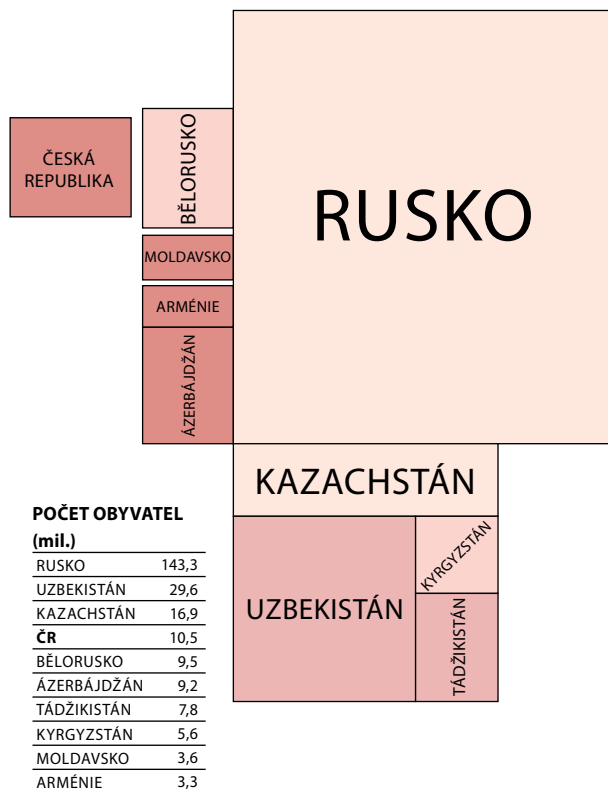 RUSKO
BĚLORUSKO
ČESKÁ
REPUBLIKA
MOLDAVSKO
ARMÉNIE
ÁZERBÁJDŽÁN
KAZACHSTÁN
UZBEKISTÁN
KYRGYZSTÁN
TÁDŽIKISTÁN
POČET OBYVATEL
(mil.)
RUSKO 143,3
UZBEKISTÁN 29,6
KAZACHSTÁN 16,9
ČR 10,5
BĚLORUSKO 9,5
ÁZERBÁJDŽÁN 9,2
TÁDŽIKISTÁN 7,8
KYRGYZSTÁN 5,6
MOLDAVSKO 3,6
ARMÉNIE 3,3